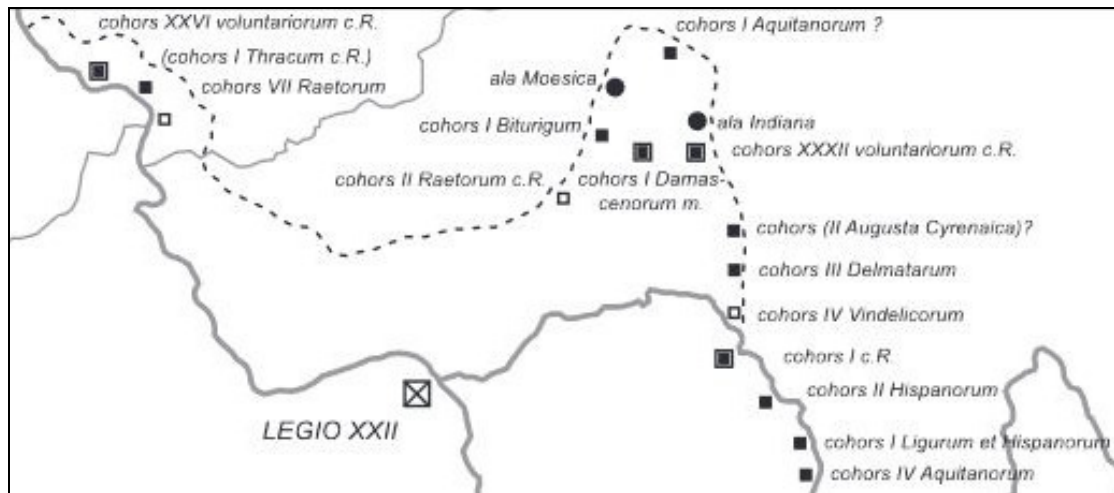 cohors XXVI voluntariorum c.R.
(cohors I Thracum c.R.)
cohors VII Raetorum
cohors I Aquitanorum ?
ala Moesica
cohors I Biturigum
ala Indiana
cohors XXXII voluntariorum c.R.
cohors II Raetorum c.R.
cohors I Damas-
cenorum m.
cohors (II Augusta Cyrenaica)?
cohors III Delmatarum
cohors IV Vindelicorum
cohors I c.R.
cohors II Hispanorum
LEGIO XXII
cohors I Ligurum et Hispanorum
cohors IV Aquitanorum